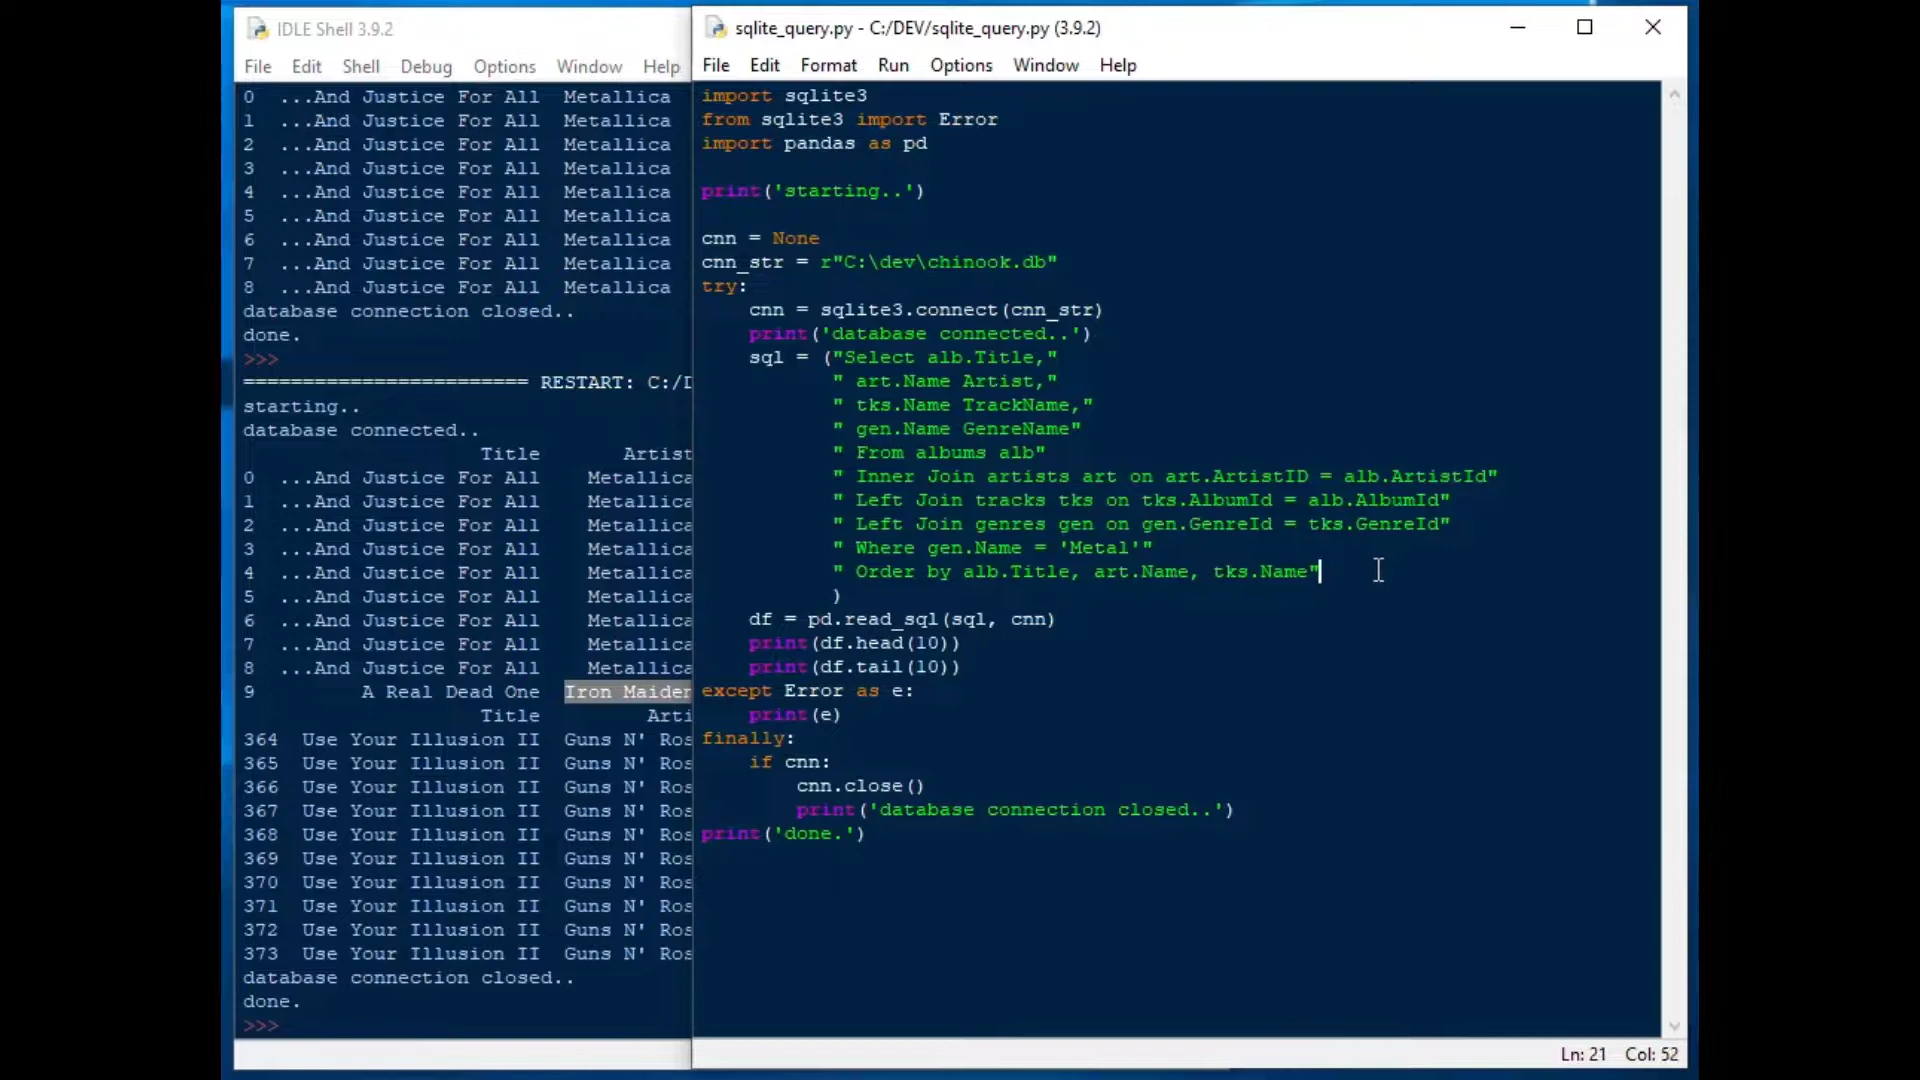 IDLE Shell 3.9.2
File Edit Shell Debug Options Window Help
0 ...And Justice For All Metallica
1 ...And Justice For All Metallica
2 ...And Justice For All Metallica
3 ...And Justice For All Metallica
4 ...And Justice For All Metallica
5 ...And Justice For All Metallica
6 ...And Justice For All Metallica
7 ...And Justice For All Metallica
8 ...And Justice For All Metallica
database connection closed..
done.
>>>
======================== RESTART: C:/D
starting..
database connected..
Title Artist
0 ...And Justice For All Metallica
1 ...And Justice For All Metallica
2 ...And Justice For All Metallica
3 ...And Justice For All Metallica
4 ...And Justice For All Metallica
5 ...And Justice For All Metallica
6 ...And Justice For All Metallica
7 ...And Justice For All Metallica
8 ...And Justice For All Metallica
9 A Real Dead One Iron Maiden
Title Arti
364 Use Your Illusion II Guns N' Ros
365 Use Your Illusion II Guns N' Ros
366 Use Your Illusion II Guns N' Ros
367 Use Your Illusion II Guns N' Ros
368 Use Your Illusion II Guns N' Ros
369 Use Your Illusion II Guns N' Ros
370 Use Your Illusion II Guns N' Ros
371 Use Your Illusion II Guns N' Ros
372 Use Your Illusion II Guns N' Ros
373 Use Your Illusion II Guns N' Ros
database connection closed..
done.
>>>
sqlite_query.py - C:/DEV/sqlite_query.py (3.9.2)
File Edit Format Run Options Window Help
import sqlite3
from sqlite3 import Error
import pandas as pd
print('starting..')
cnn = None
cnn_str = r"C:\dev\chinook.db"
try:
    cnn = sqlite3.connect(cnn_str)
    print('database connected..')
    sql = ("Select alb.Title,"
           " art.Name Artist,"
           " tks.Name TrackName,"
           " gen.Name GenreName"
           " From albums alb"
           " Inner Join artists art on art.ArtistID = alb.ArtistId"
           " Left Join tracks tks on tks.AlbumId = alb.AlbumId"
           " Left Join genres gen on gen.GenreId = tks.GenreId"
           " Where gen.Name = 'Metal'"
           " Order by alb.Title, art.Name, tks.Name"
           )
    df = pd.read_sql(sql, cnn)
    print(df.head(10))
    print(df.tail(10))
except Error as e:
    print(e)
finally:
    if cnn:
        cnn.close()
        print('database connection closed..')
print('done.')
Ln: 21 Col: 52